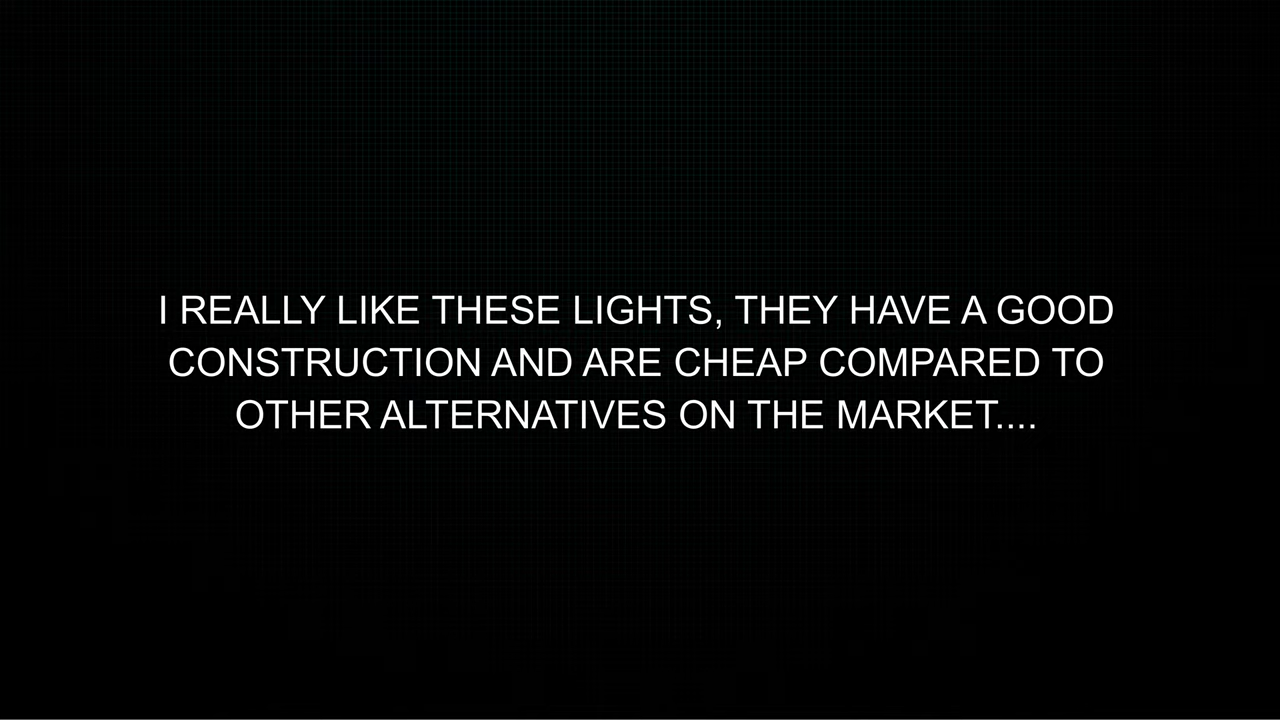 I REALLY LIKE THESE LIGHTS, THEY HAVE A GOOD
CONSTRUCTION AND ARE CHEAP COMPARED TO
OTHER ALTERNATIVES ON THE MARKET....